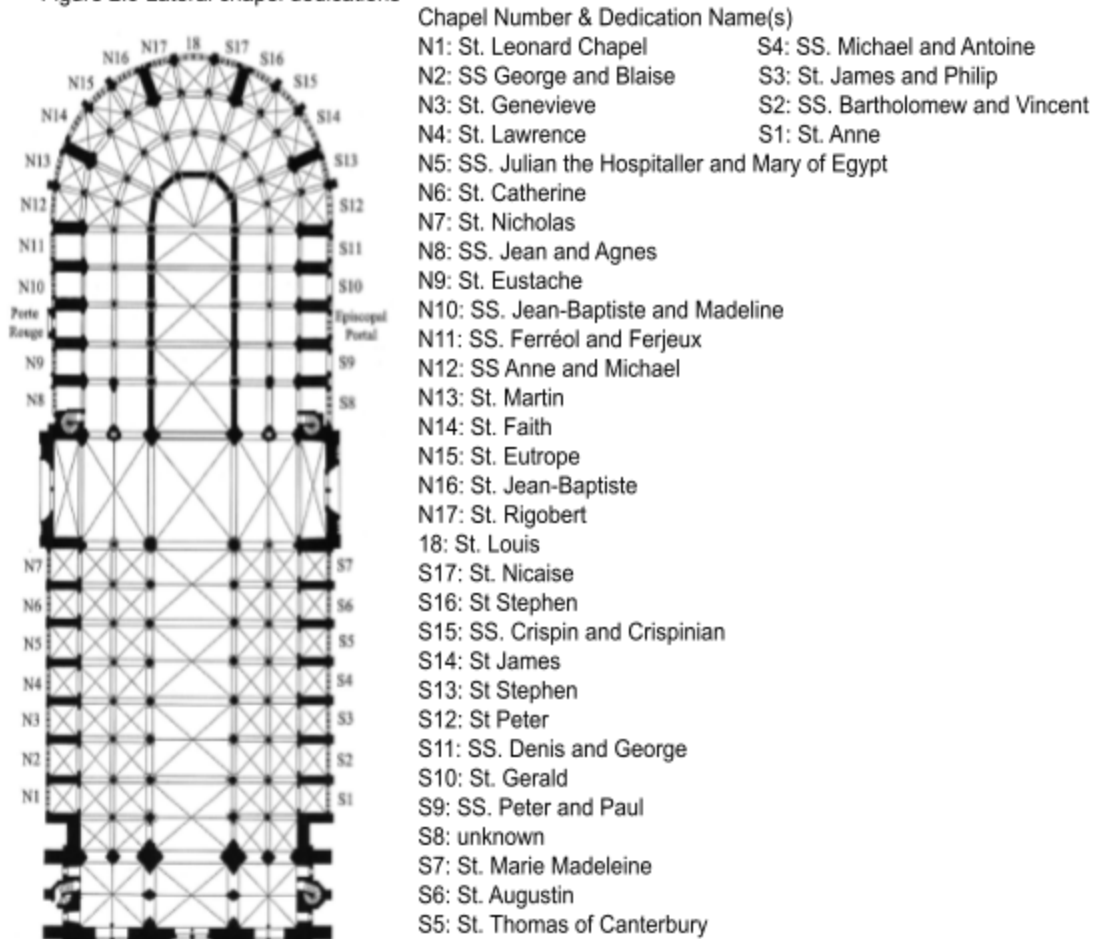 Figure 2.8 Lateral chapel dedications
Chapel Number & Dedication Name(s)
N1: St. Leonard Chapel
S4: SS. Michael and Antoine
N2: SS George and Blaise
S3: St. James and Philip
N3: St. Genevieve
S2: SS. Bartholomew and Vincent
N4: St. Lawrence
S1: St. Anne
N5: SS. Julian the Hospitaller and Mary of Egypt
N6: St. Catherine
N7: St. Nicholas
N8: SS. Jean and Agnes
N9: St. Eustache
N10: SS. Jean-Baptiste and Madeline
N11: SS. Ferréol and Ferjeux
N12: SS Anne and Michael
N13: St. Martin
N14: St. Faith
N15: St. Eutrope
N16: St. Jean-Baptiste
N17: St. Rigobert
18: St. Louis
S17: St. Nicaise
S16: St Stephen
S15: SS. Crispin and Crispinian
S14: St James
S13: St Stephen
S12: St Peter
S11: SS. Denis and George
S10: St. Gerald
S9: SS. Peter and Paul
S8: unknown
S7: St. Marie Madeleine
S6: St. Augustin
S5: St. Thomas of Canterbury
N17 18 S17
N16 S16
N15 S15
N14 S14
N13 S13
N12 S12
N11 S11
N10 S10
Porte Episcopal
Rouge Portal
N9 S9
N8 S8
N7 S7
N6 S6
N5 S5
N4 S4
N3 S3
N2 S2
N1 S1